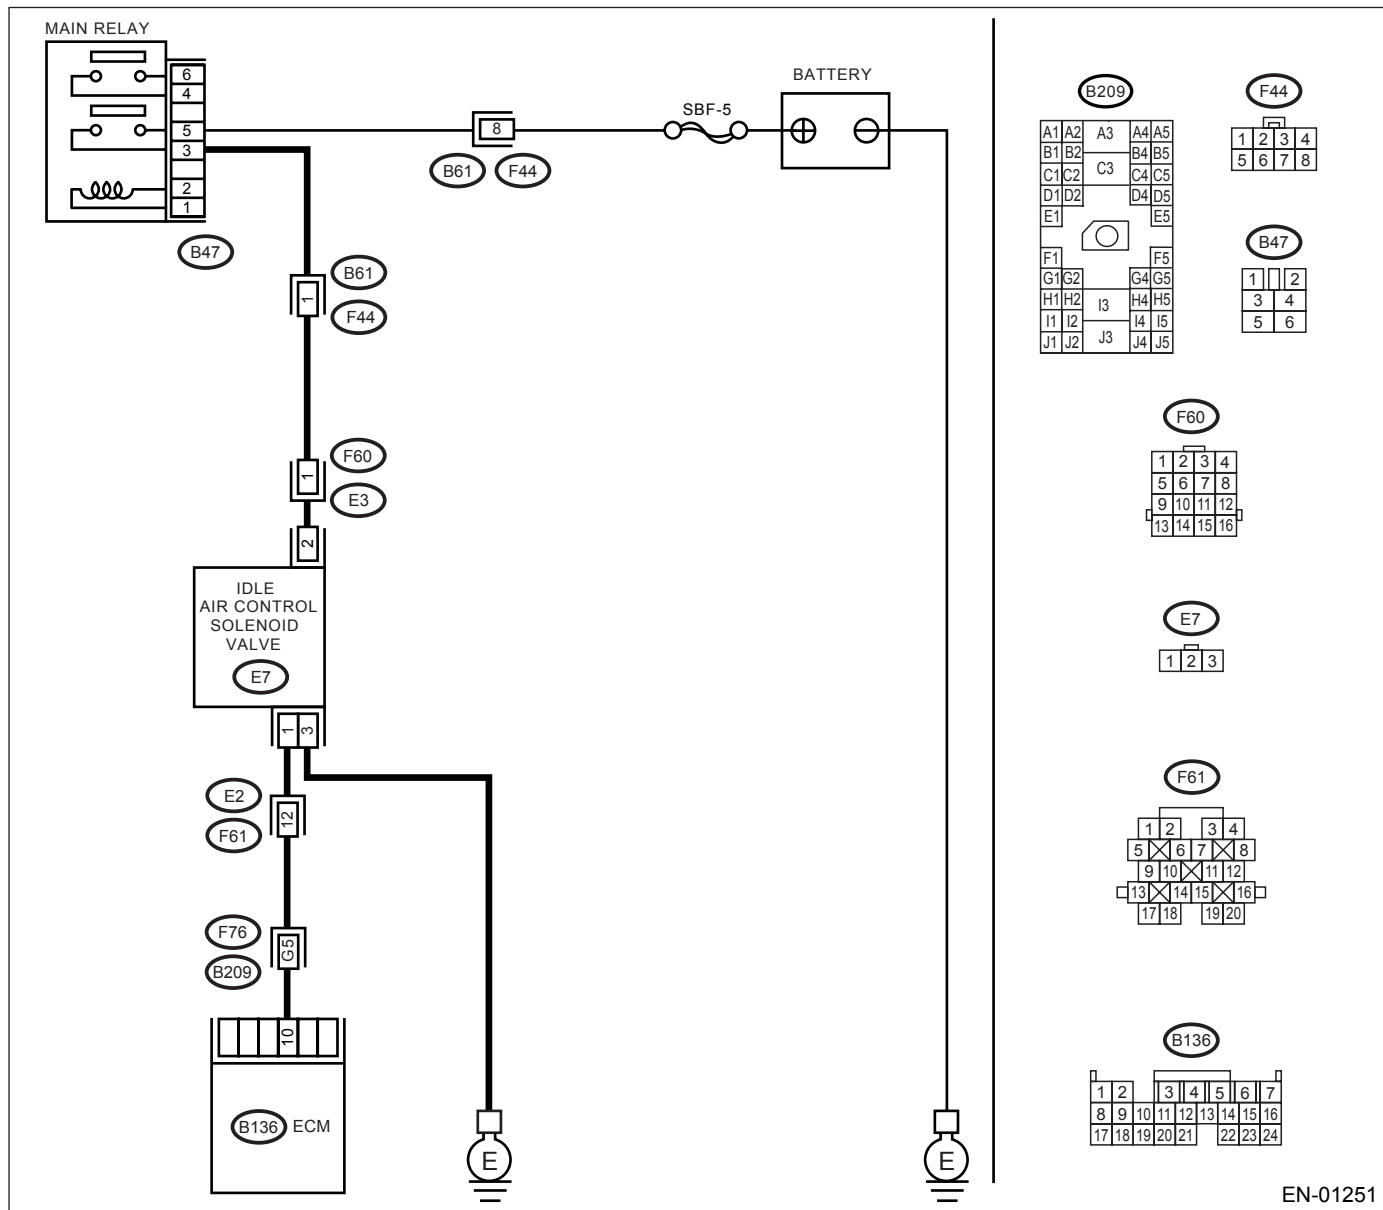 MAIN RELAY
6
4
5
3
2
1
B47
8
B61 F44
SBF-5
BATTERY
B61
1
F44
F60
1
E3
2
IDLE
AIR CONTROL
SOLENOID
VALVE
E7
1 3
E2
12
F61
F76
G5
B209
10
B136 ECM
E
E
B209
A1 A2 A3 A4 A5
B1 B2 B4 B5
C1 C2 C3 C4 C5
D1 D2 D4 D5
E1 E5
F1 F5
G1 G2 G4 G5
H1 H2 I3 H4 H5
I1 I2 I4 I5
J1 J2 J3 J4 J5
F44
1 2 3 4
5 6 7 8
B47
1 2
3 4
5 6
F60
1 2 3 4
5 6 7 8
9 10 11 12
13 14 15 16
E7
1 2 3
F61
1 2 3 4
5 6 7 8
9 10 11 12
13 14 15 16
17 18 19 20
B136
1 2 3 4 5 6 7
8 9 10 11 12 13 14 15 16
17 18 19 20 21 22 23 24
EN-01251